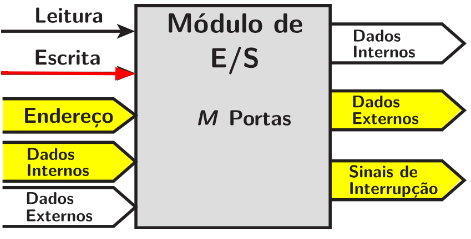 Leitura
Escrita
Endereço
Dados
Internos
Dados
Externos
Módulo de
E/S
M Portas
Dados
Internos
Dados
Externos
Sinais de
Interrupção